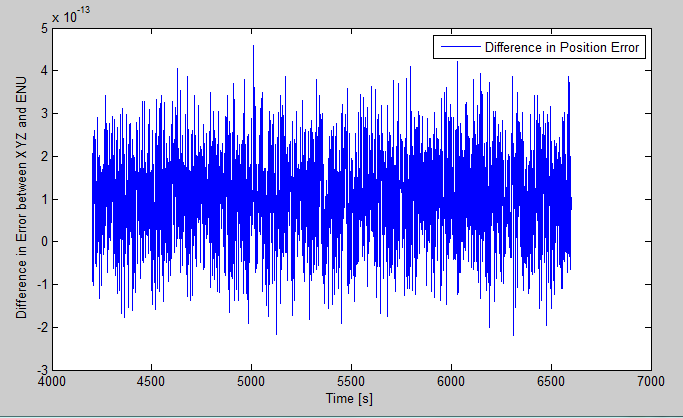 x 10-13
5
4
3
2
1
0
-1
-2
-3
4000 4500 5000 5500 6000 6500 7000
Time [s]
Difference in Error between XYZ and ENU
Difference in Position Error